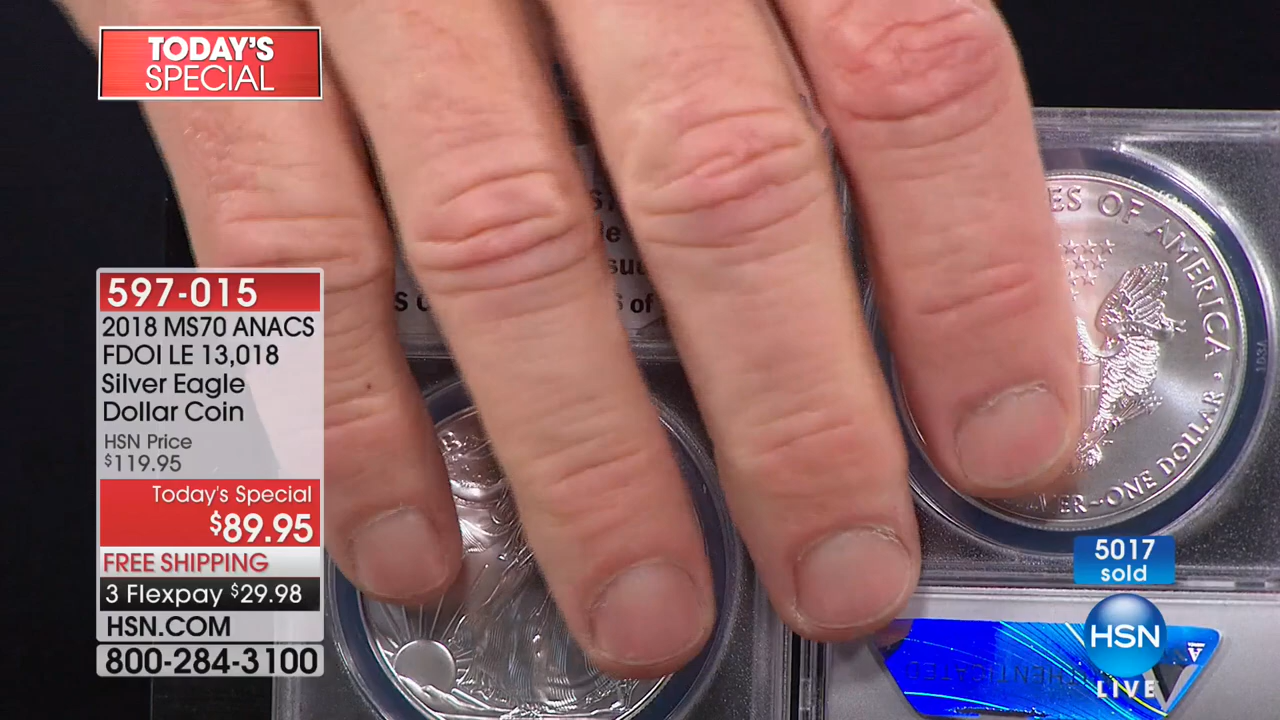 TODAY'S
SPECIAL
597-015
2018 MS70 ANACS
FDOI LE 13,018
Silver Eagle
Dollar Coin
HSN Price
$119.95
Today's Special
$89.95
FREE SHIPPING
3 Flexpay $29.98
HSN.COM
800-284-3100
S OF
OF AMERICA
ONE DOLLAR
5017
sold
HSN
LIVE